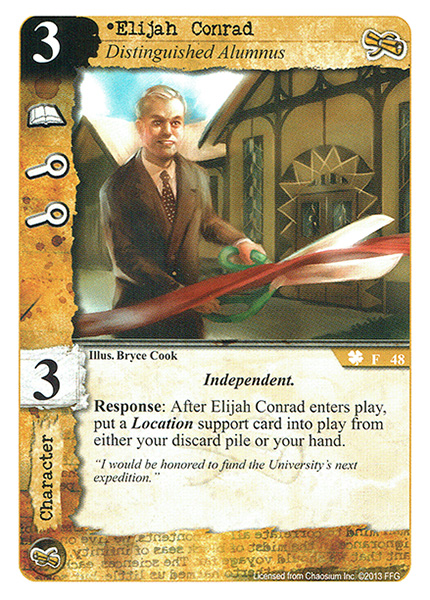 3
•Elijah Conrad
Distinguished Alumnus
Illus. Bryce Cook
F 48
3
Independent.
Response: After Elijah Conrad enters play,
put a Location support card into play from
either your discard pile or your hand.
"I would be honored to fund the University's next
expedition."
Character
Licensed from Chaosium Inc. ©2013 FFG